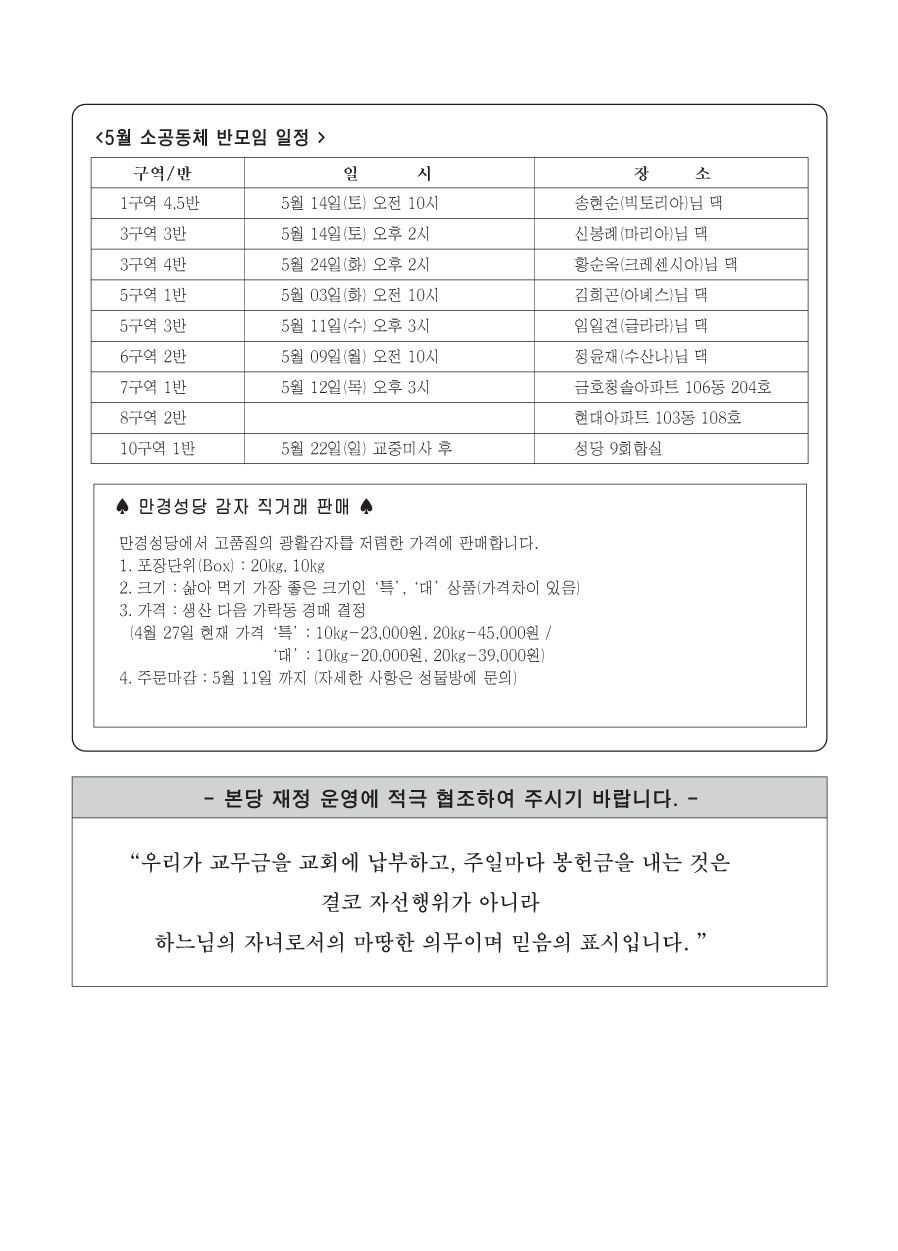 <5월 소공동체 반모임 일정 >
구역/반 일 시 장 소
1구역 4,5반 5월 14일(토) 오전 10시 송현순(빅토리아)님 댁
3구역 3반 5월 14일(토) 오후 2시 신봉례(마리아)님 댁
3구역 4반 5월 24일(화) 오후 2시 황순옥(크레센시아)님 댁
5구역 1반 5월 03일(화) 오전 10시 김희곤(아녜스)님 댁
5구역 3반 5월 11일(수) 오후 3시 임일견(글라라)님 댁
6구역 2반 5월 09일(월) 오전 10시 정윤재(수산나)님 댁
7구역 1반 5월 12일(목) 오후 3시 금호청솔아파트 106동 204호
8구역 2반 현대아파트 103동 108호
10구역 1반 5월 22일(일) 교중미사 후 성당 9회합실
♠ 만경성당 감자 직거래 판매 ♠
만경성당에서 고품질의 광활감자를 저렴한 가격에 판매합니다.
1. 포장단위(Box) : 20kg, 10kg
2. 크기 : 삶아 먹기 가장 좋은 크기인 ‘특’, ‘대’ 상품(가격차이 있음)
3. 가격 : 생산 다음 가락동 경매 결정
(4월 27일 현재 가격 ‘특’ : 10kg-23,000원, 20kg-45,000원 /
‘대’ : 10kg-20,000원, 20kg-39,000원)
4. 주문마감 : 5월 11일 까지 (자세한 사항은 성물방에 문의)
- 본당 재정 운영에 적극 협조하여 주시기 바랍니다. -
“우리가 교무금을 교회에 납부하고, 주일마다 봉헌금을 내는 것은
결코 자선행위가 아니라
하느님의 자녀로서의 마땅한 의무이며 믿음의 표시입니다. ”